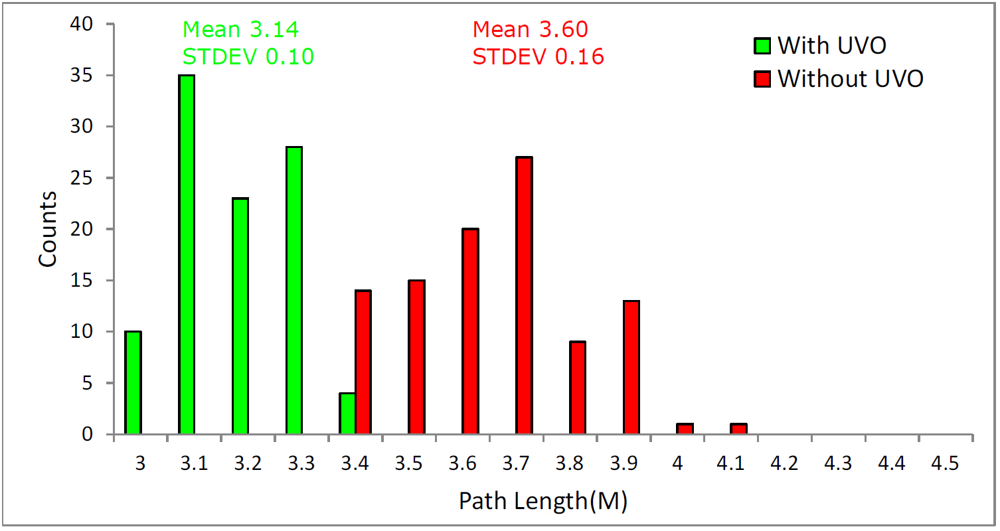 Mean 3.14
STDEV 0.10
Mean 3.60
STDEV 0.16
With UVO
Without UVO
40
35
30
25
20
15
10
5
0
Counts
3 3.1 3.2 3.3 3.4 3.5 3.6 3.7 3.8 3.9 4 4.1 4.2 4.3 4.4 4.5
Path Length(M)